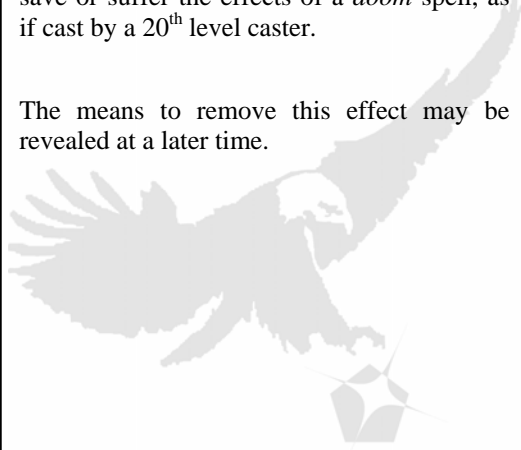 save or suffer the effects of a doom spell, as
if cast by a 20th level caster.
The means to remove this effect may be
revealed at a later time.